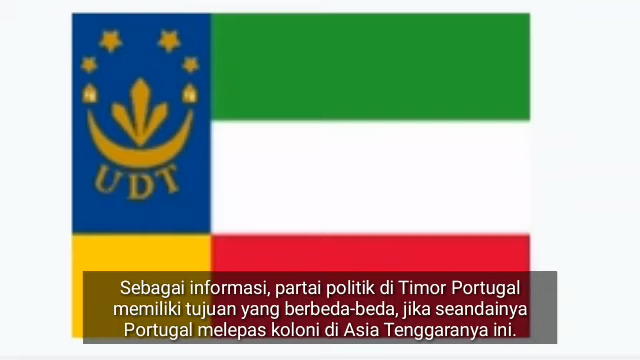 UDT
Sebagai informasi, partai politik di Timor Portugal
memiliki tujuan yang berbeda-beda, jika seandainya
Portugal melepas koloni di Asia Tenggaranya ini.